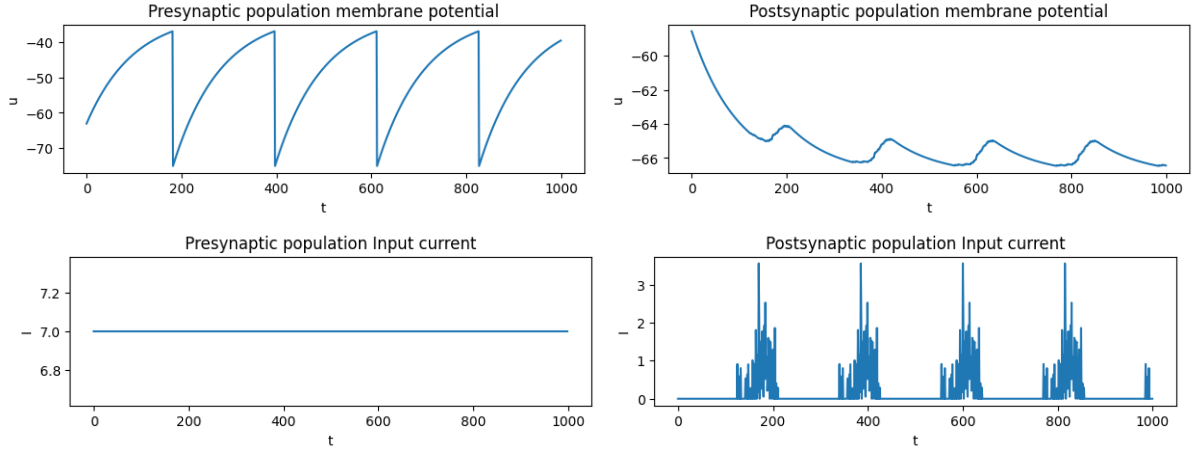 Presynaptic population membrane potential
u
−40
−50
−60
−70
0 200 400 600 800 1000
t
Postsynaptic population membrane potential
u
−60
−62
−64
−66
0 200 400 600 800 1000
t
Presynaptic population Input current
I
7.2
7.0
6.8
0 200 400 600 800 1000
t
Postsynaptic population Input current
I
3
2
1
0
0 200 400 600 800 1000
t